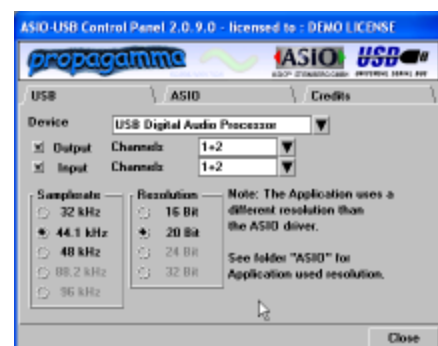 ASIO-USB Control Panel 2.0.9.0 - licensed to : DEMO LICENSE
propagamma ASIO USB
USB ASIO Credits
Device USB Digital Audio Processor
Output Channels 1+2
Input Channels 1+2
Samplerate Resolution Note: The Application uses a
32 kHz 16 Bit different resolution than
44.1 kHz 20 Bit the ASIO driver.
48 kHz 24 Bit See folder "ASIO" for
88.2 kHz 32 Bit Application used resolution.
96 kHz
Close